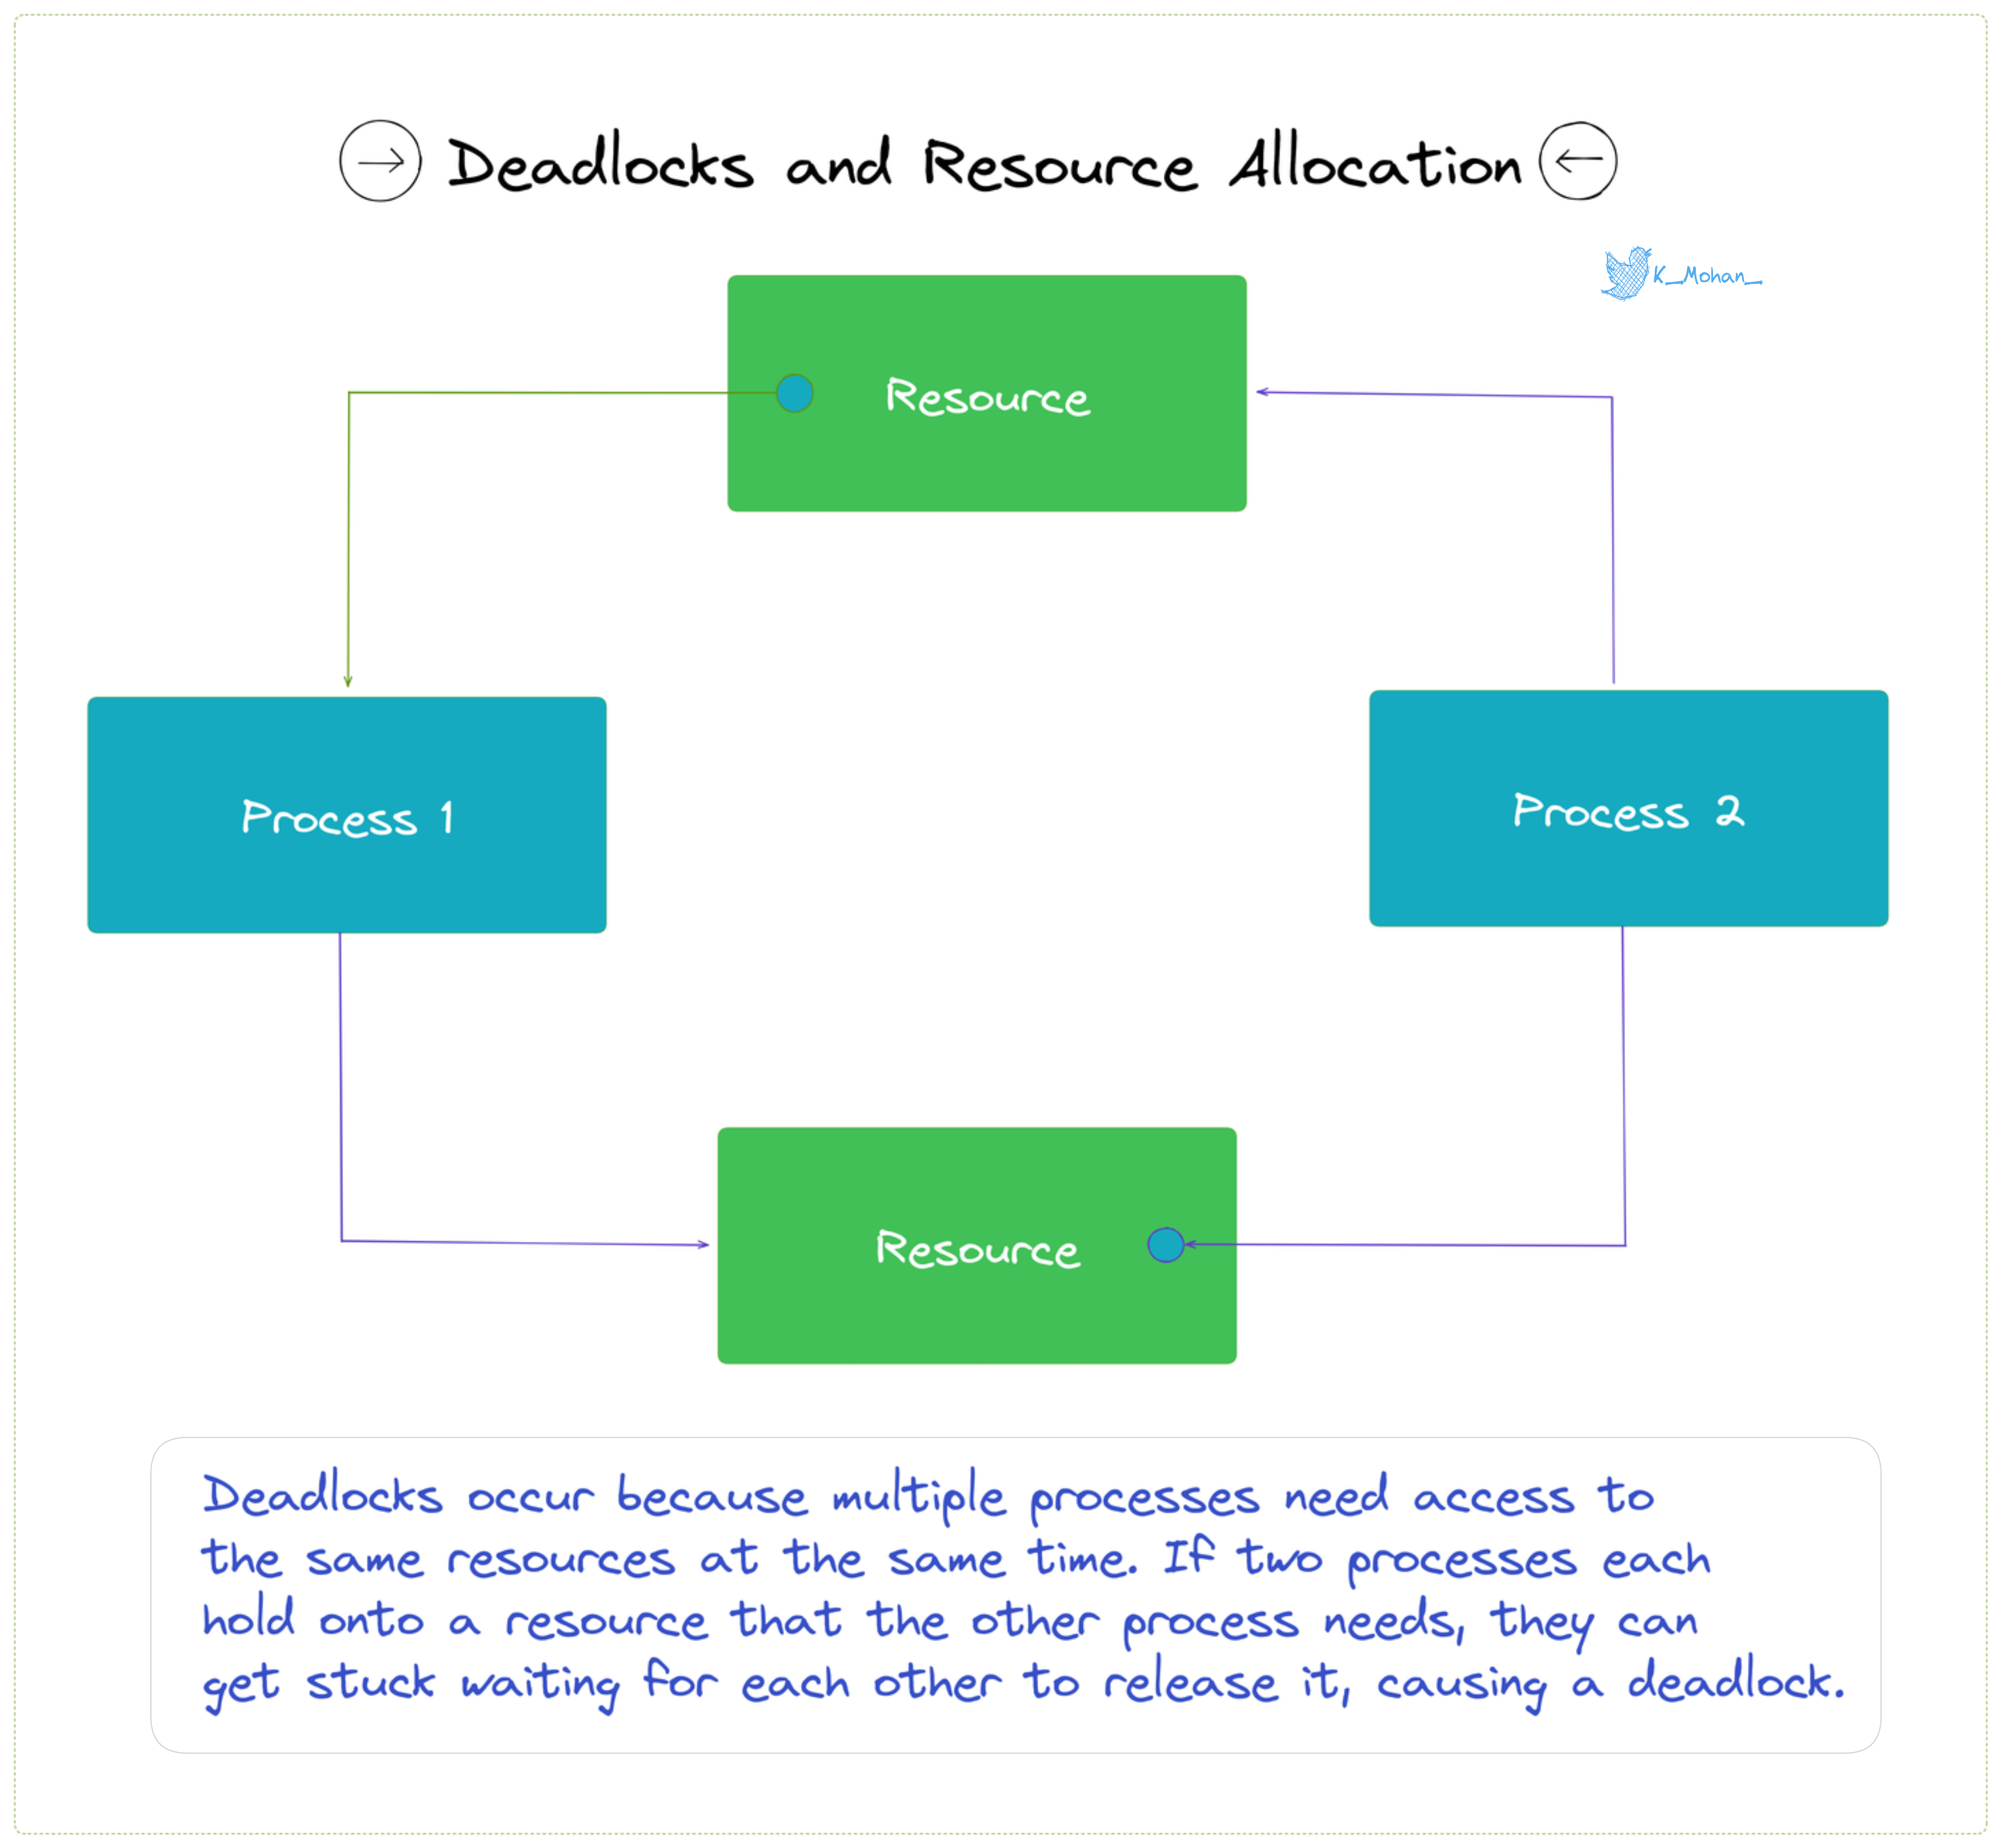 Deadlocks and Resource Allocation
K_Mohan_
Resource
Process 1
Process 2
Resource
Deadlocks occur because multiple processes need access to
the same resources at the same time. If two processes each
hold onto a resource that the other process needs, they can
get stuck waiting for each other to release it, causing a deadlock.